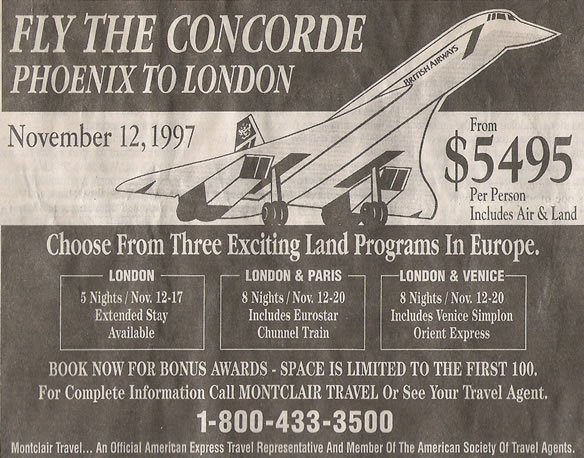 FLY THE CONCORDE
PHOENIX TO LONDON
BRITISH AIRWAYS
November 12, 1997
From
$5495
Per Person
Includes Air & Land
Choose From Three Exciting Land Programs In Europe.
LONDON
5 Nights / Nov. 12-17
Extended Stay
Available
LONDON & PARIS
8 Nights / Nov. 12-20
Includes Eurostar
Chunnel Train
LONDON & VENICE
8 Nights / Nov. 12-20
Includes Venice Simplon
Orient Express
BOOK NOW FOR BONUS AWARDS - SPACE IS LIMITED TO THE FIRST 100.
For Complete Information Call MONTCLAIR TRAVEL Or See Your Travel Agent.
1-800-433-3500
Montclair Travel... An Official American Express Travel Representative And Member Of The American Society Of Travel Agents.